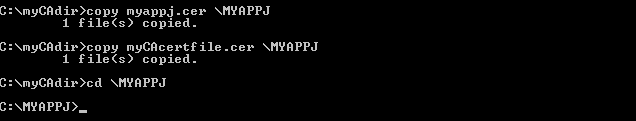 C:\myCAdir>copy myappj.cer \MYAPPJ
        1 file(s) copied.
C:\myCAdir>copy myCAcertfile.cer \MYAPPJ
        1 file(s) copied.
C:\myCAdir>cd \MYAPPJ
C:\MYAPPJ>_